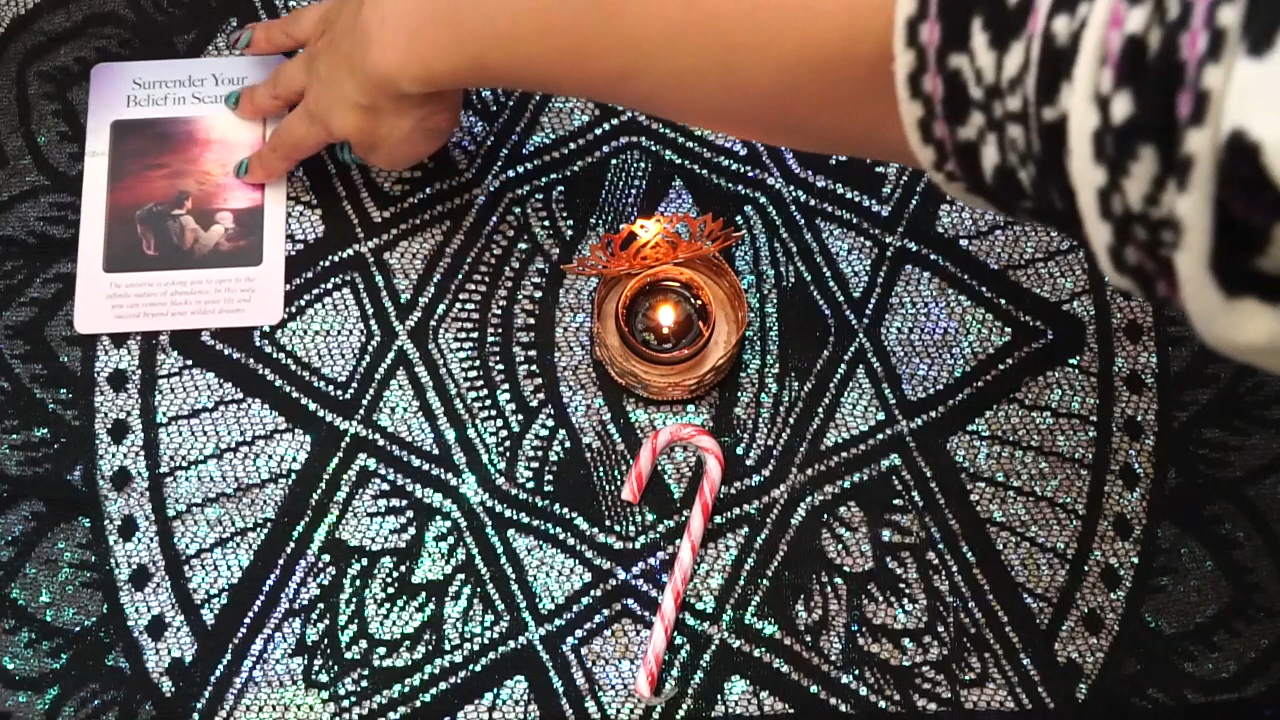 Surrender Your
Belief in Scar
The universe is asking you to open to the
infinite nature of abundance. In this way,
you can remove blocks in your life and
succeed beyond your wildest dreams.